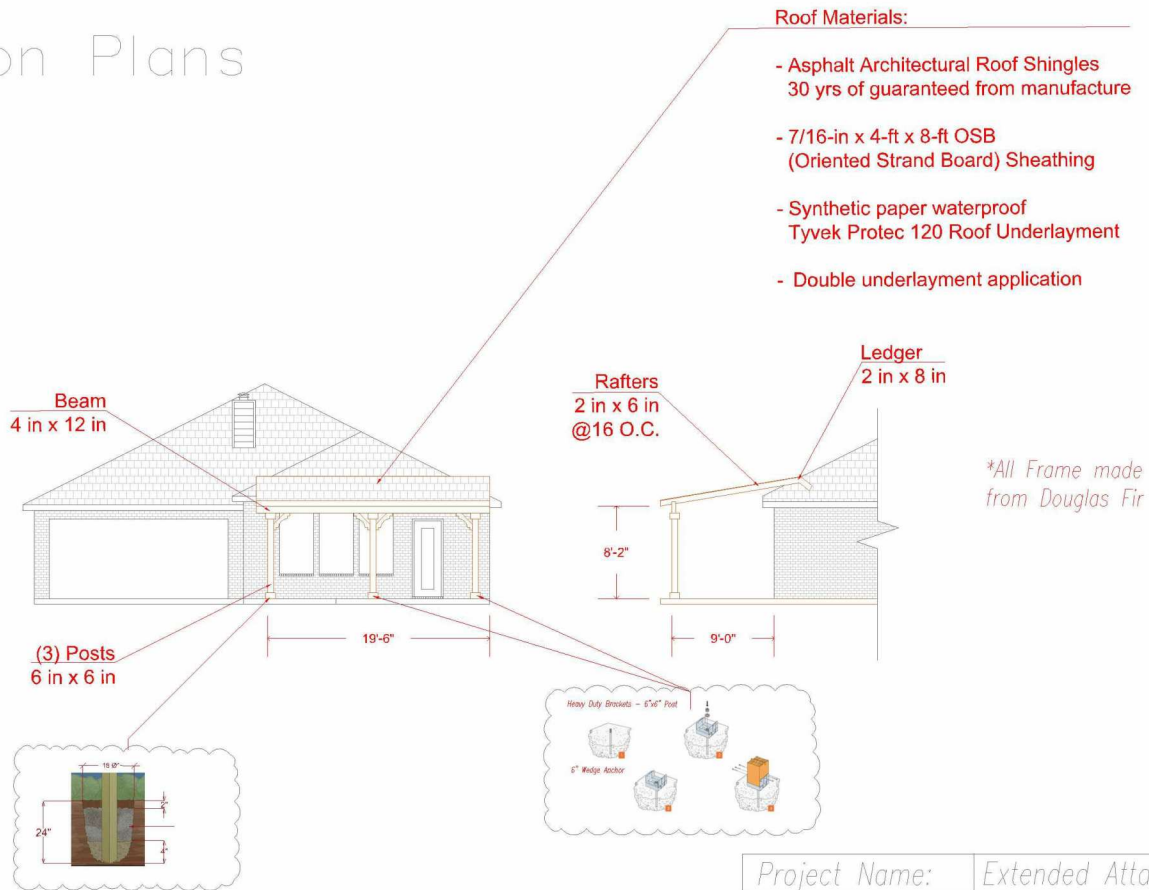 on Plans
Roof Materials:
- Asphalt Architectural Roof Shingles
30 yrs of guaranteed from manufacture
- 7/16-in x 4-ft x 8-ft OSB
(Oriented Strand Board) Sheathing
- Synthetic paper waterproof
Tyvek Protec 120 Roof Underlayment
- Double underlayment application
Beam
4 in x 12 in
Rafters
2 in x 6 in
@16 O.C.
Ledger
2 in x 8 in
*All Frame made
from Douglas Fir
8'-2"
19'-6"
9'-0"
(3) Posts
6 in x 6 in
Heavy Duty Brackets - 6"x6" Post
6" Wedge Anchor
24"
2"
4"
Project Name:
Extended Atta